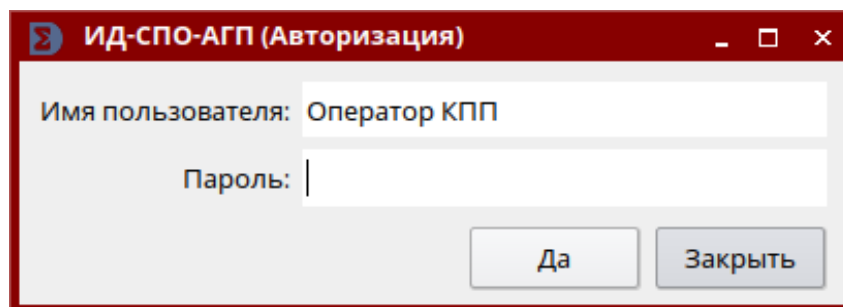 ИД-СПО-АГП (Авторизация)
Имя пользователя: Оператор КПП
Пароль:
Да Закрыть